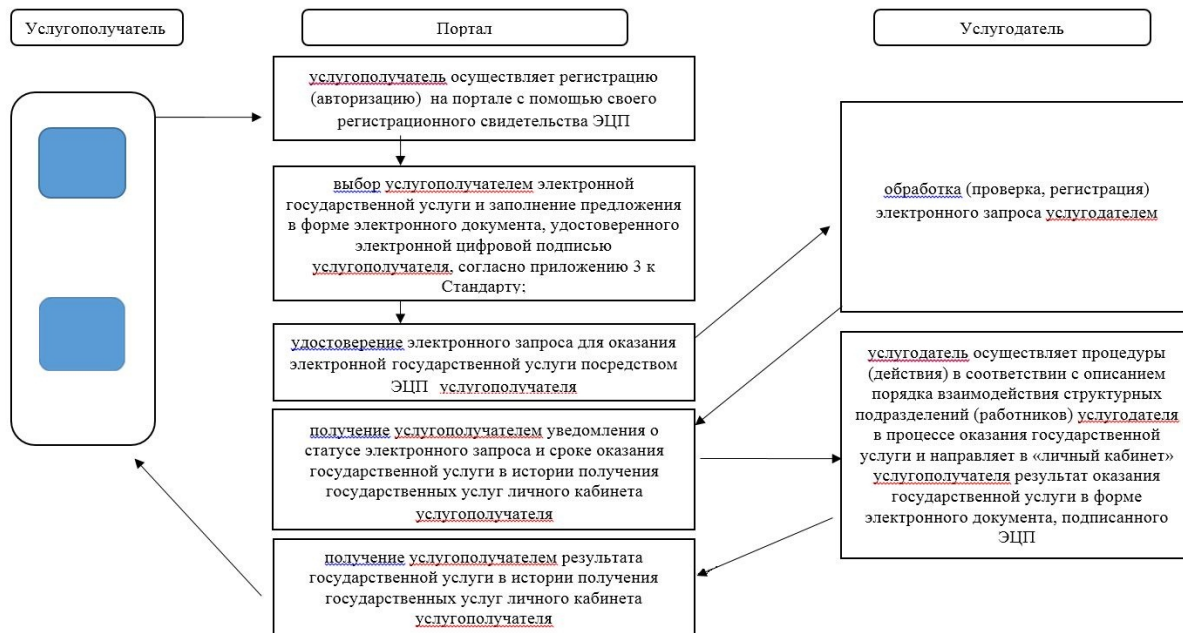 Услугополучатель
Портал
Услугодатель
услугополучатель осуществляет регистрацию
(авторизацию) на портале с помощью своего
регистрационного свидетельства ЭЦП
выбор услугополучателем электронной
государственной услуги и заполнение предложения
в форме электронного документа, удостоверенного
электронной цифровой подписью
услугополучателя, согласно приложению 3 к
Стандарту;
удостоверение электронного запроса для оказания
электронной государственной услуги посредством
ЭЦП услугополучателя
обработка (проверка, регистрация)
электронного запроса услугодателем
получение услугополучателем уведомления о
статусе электронного запроса и сроке оказания
государственной услуги в истории получения
государственных услуг личного кабинета
услугополучателя
услугодатель осуществляет процедуры
(действия) в соответствии с описанием
порядка взаимодействия структурных
подразделений (работников) услугодателя
в процессе оказания государственной
услуги и направляет в «личный кабинет»
услугополучателя результат оказания
государственной услуги в форме
электронного документа, подписанного
ЭЦП
получение услугополучателем результата
государственной услуги в истории получения
государственных услуг личного кабинета
услугополучателя